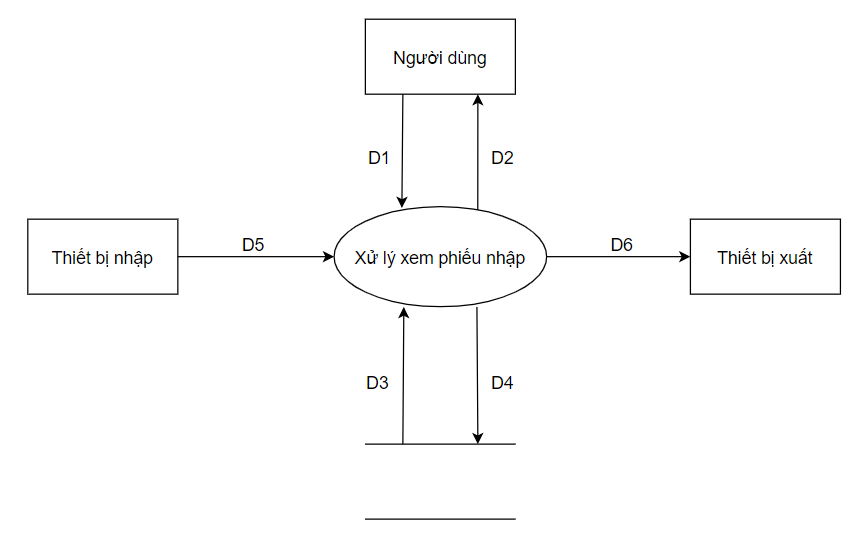 Người dùng
D1
D2
Thiết bị nhập
D5
Xử lý xem phiếu nhập
D6
Thiết bị xuất
D3
D4